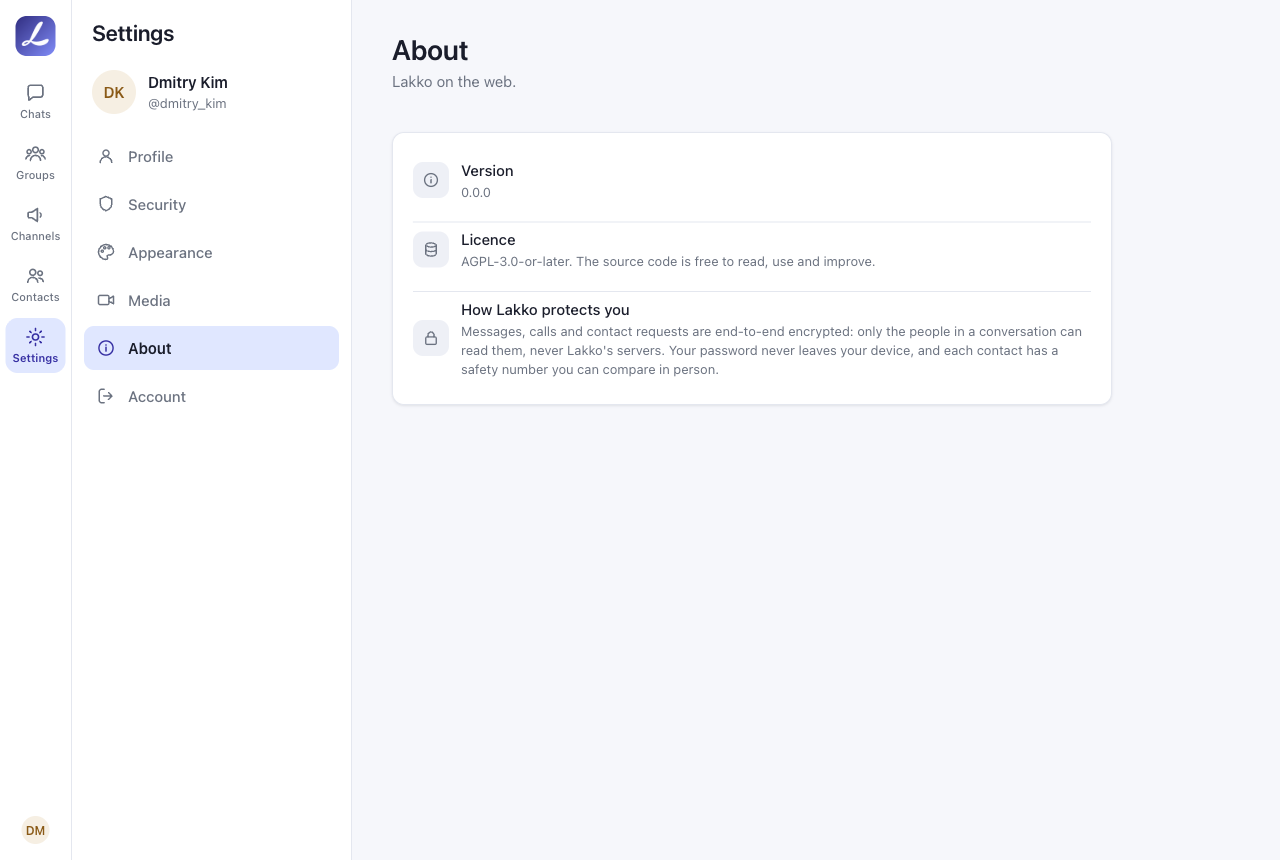 Chats
Groups
Channels
Contacts
Settings
DM
Settings
DK
Dmitry Kim
@dmitry_kim
Profile
Security
Appearance
Media
About
Account
About
Lakko on the web.
Version
0.0.0
Licence
AGPL-3.0-or-later. The source code is free to read, use and improve.
How Lakko protects you
Messages, calls and contact requests are end-to-end encrypted: only the people in a conversation can
read them, never Lakko's servers. Your password never leaves your device, and each contact has a
safety number you can compare in person.